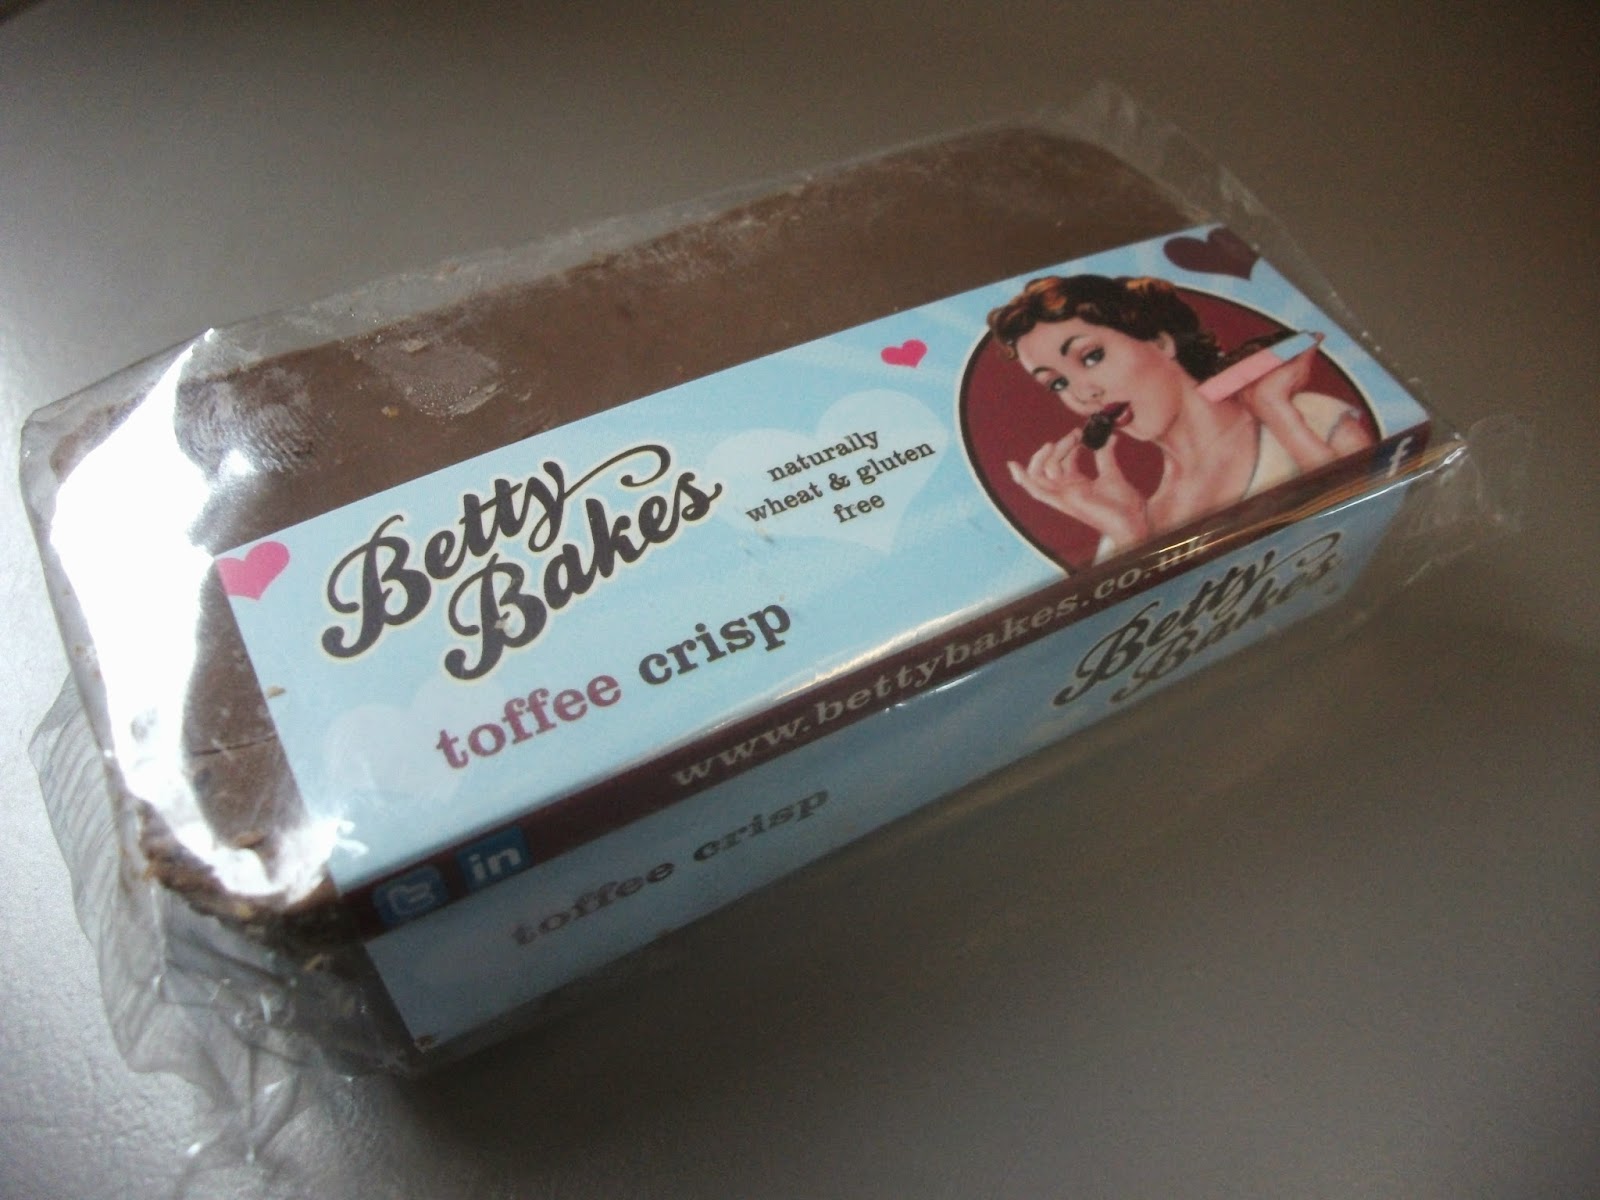 Betty
Bakes
toffee crisp
naturally
wheat & gluten
free
f
www.bettybakes.co.uk
in
toffee crisp
Betty
Bakes